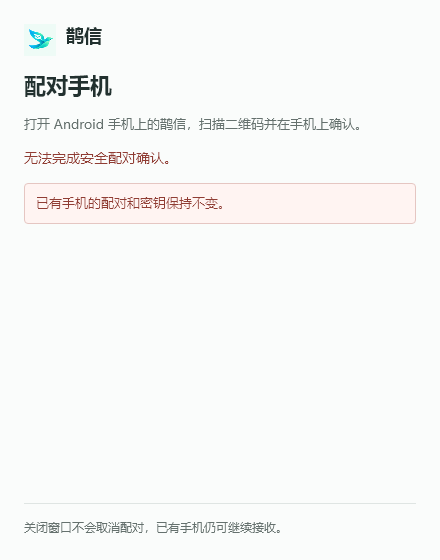 鹊信
配对手机
打开 Android 手机上的鹊信，扫描二维码并在手机上确认。
无法完成安全配对确认。
已有手机的配对和密钥保持不变。
关闭窗口不会取消配对，已有手机仍可继续接收。